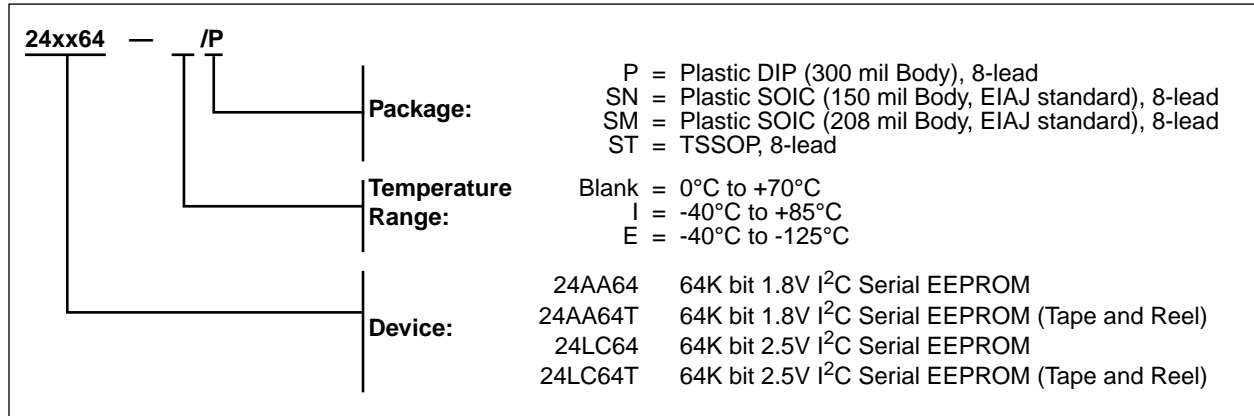 24xx64 — _ /P
Package:
P = Plastic DIP (300 mil Body), 8-lead
SN = Plastic SOIC (150 mil Body, EIAJ standard), 8-lead
SM = Plastic SOIC (208 mil Body, EIAJ standard), 8-lead
ST = TSSOP, 8-lead
Temperature
Range:
Blank = 0°C to +70°C
I = -40°C to +85°C
E = -40°C to -125°C
Device:
24AA64 64K bit 1.8V I²C Serial EEPROM
24AA64T 64K bit 1.8V I²C Serial EEPROM (Tape and Reel)
24LC64 64K bit 2.5V I²C Serial EEPROM
24LC64T 64K bit 2.5V I²C Serial EEPROM (Tape and Reel)